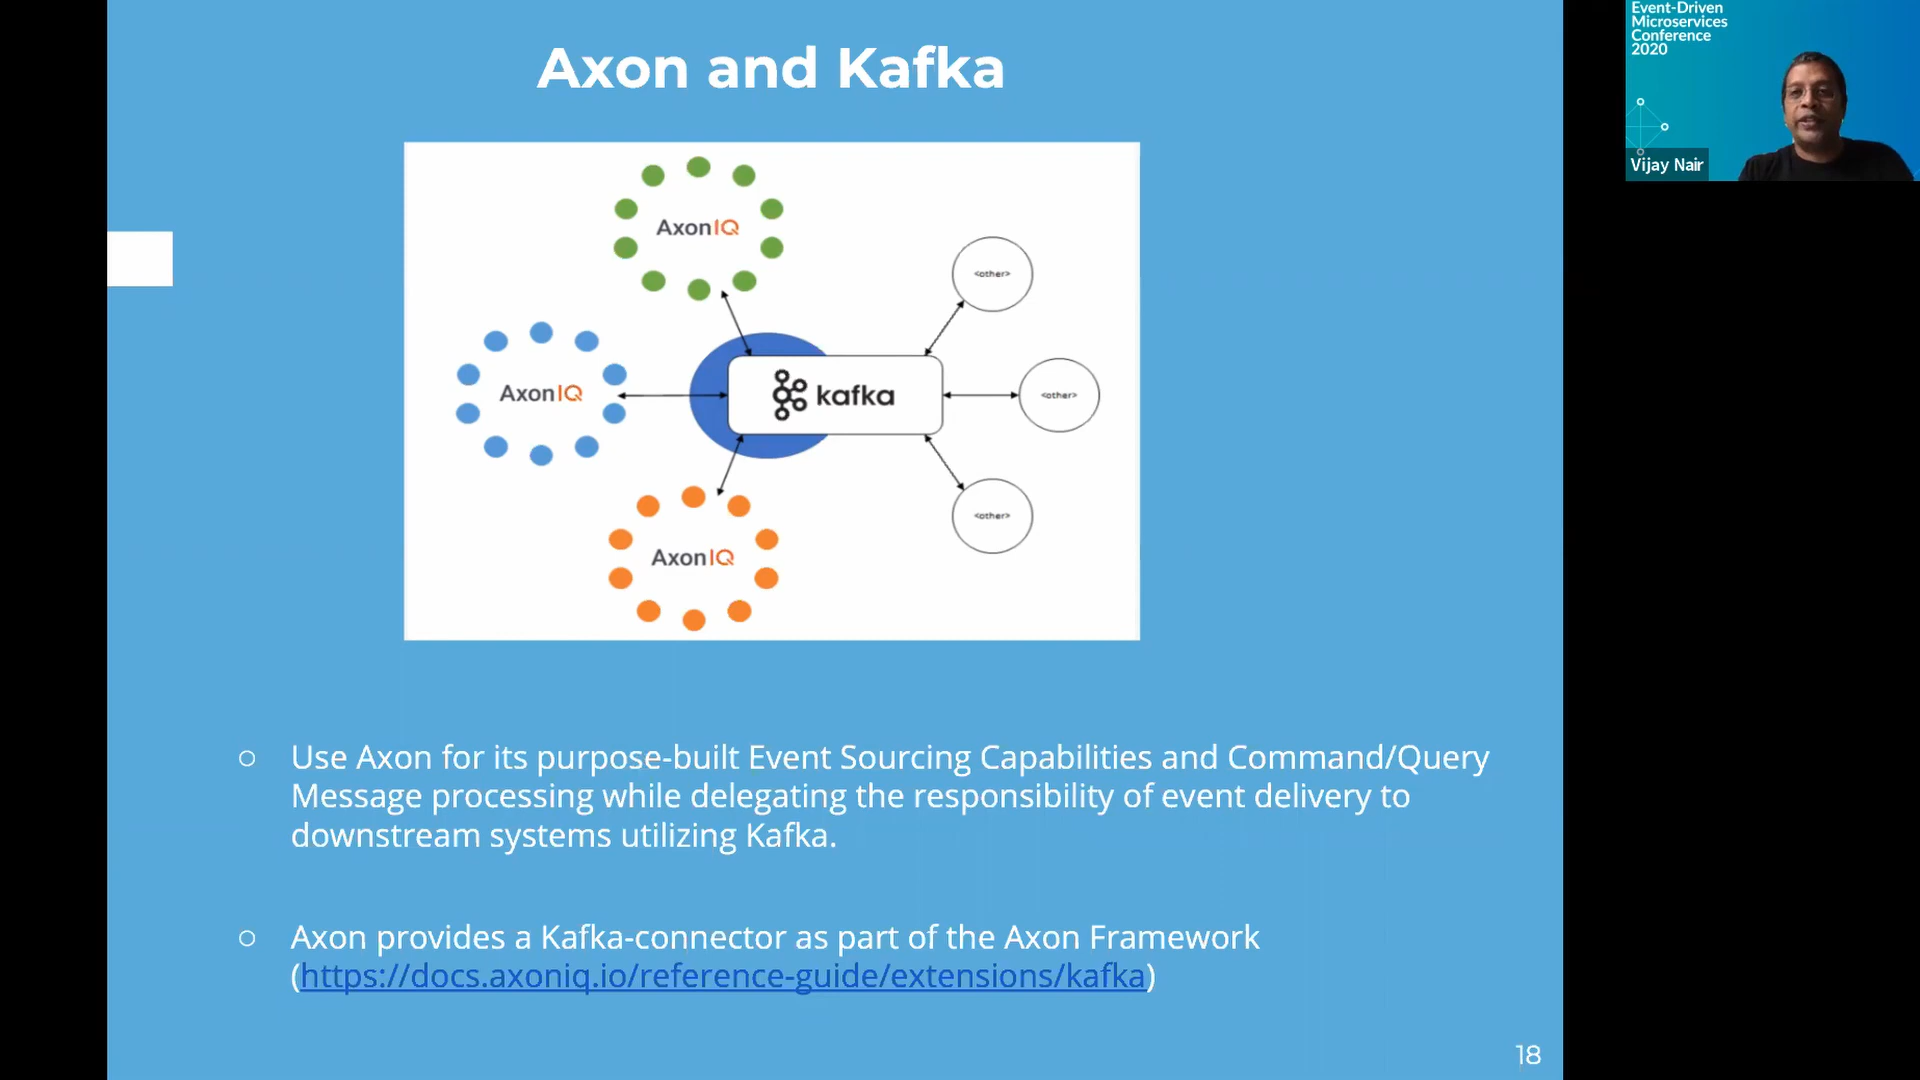 Axon and Kafka
Event-Driven
Microservices
Conference
2020
Vijay Nair
AxonIQ
<other>
AxonIQ
kafka
<other>
AxonIQ
<other>
Use Axon for its purpose-built Event Sourcing Capabilities and Command/Query
Message processing while delegating the responsibility of event delivery to
downstream systems utilizing Kafka.
Axon provides a Kafka-connector as part of the Axon Framework
(https://docs.axoniq.io/reference-guide/extensions/kafka)
18